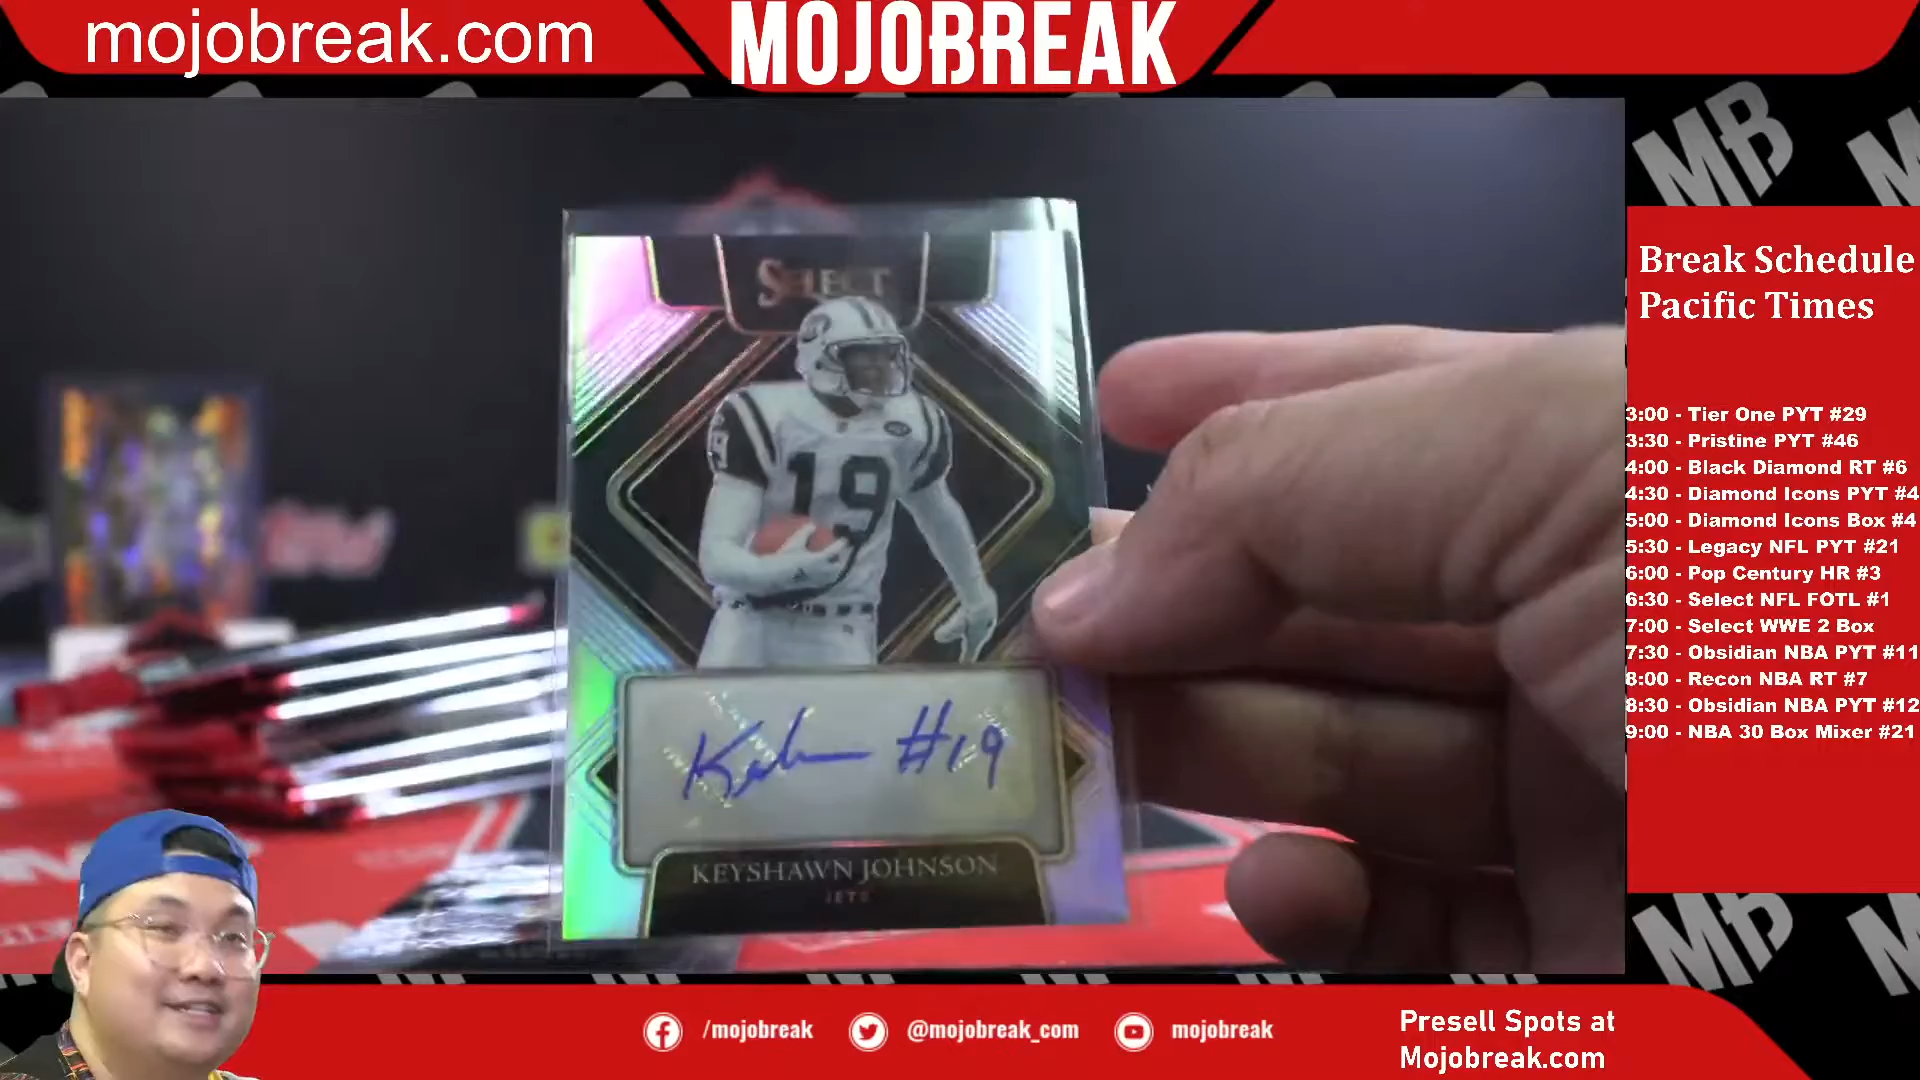 mojobreak.com
MOJOBREAK
MB
Break Schedule
Pacific Times
3:00 - Tier One PYT #29
3:30 - Pristine PYT #46
4:00 - Black Diamond RT #6
4:30 - Diamond Icons PYT #4
5:00 - Diamond Icons Box #4
5:30 - Legacy NFL PYT #21
6:00 - Pop Century HR #3
6:30 - Select NFL FOTL #1
7:00 - Select WWE 2 Box
7:30 - Obsidian NBA PYT #11
8:00 - Recon NBA RT #7
8:30 - Obsidian NBA PYT #12
9:00 - NBA 30 Box Mixer #21
SELECT
19
19
#19
KEYSHAWN JOHNSON
JETS
MB
/mojobreak
@mojobreak_com
mojobreak
Presell Spots at
Mojobreak.com